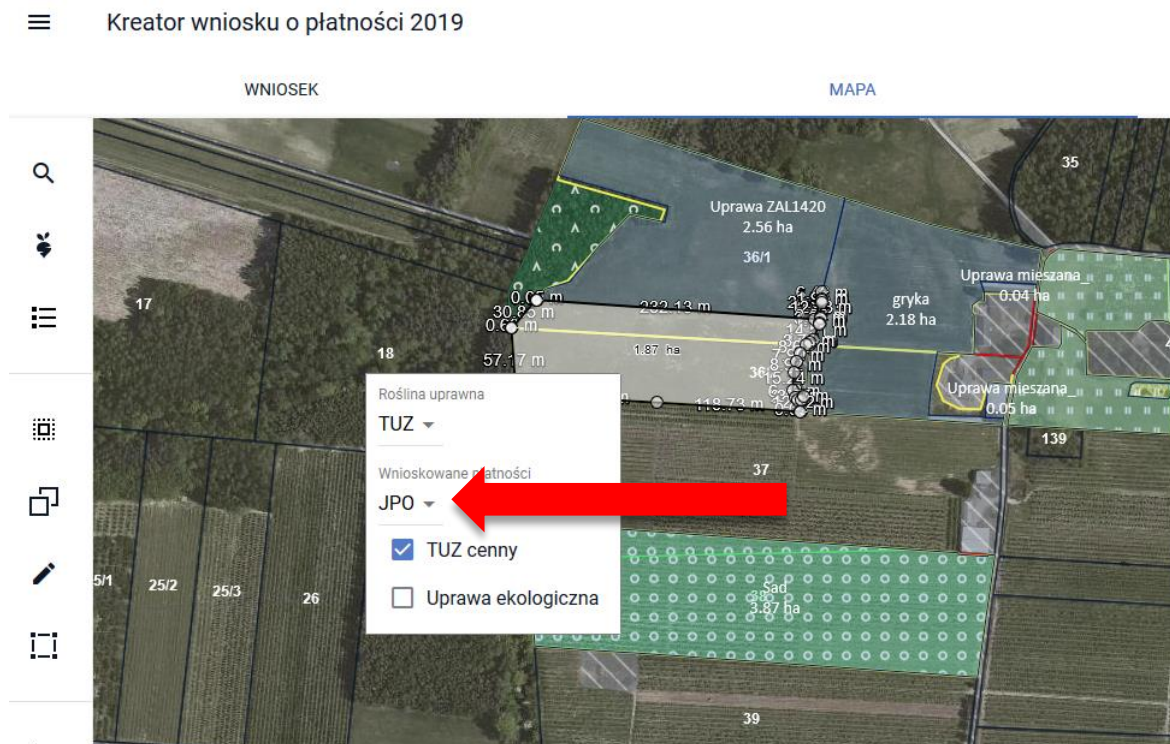 Kreator wniosku o płatności 2019
WNIOSEK
MAPA
35
Uprawa ZAL1420
2.56 ha
36/1
Uprawa mieszana_
0.04 ha
gryka
2.18 ha
17
0.05 m
232.13 m
30.85 m
18
57.17 m
1.87 ha
Uprawa mieszana_
0.05 ha
118.73 m
139
Roślina uprawna
TUZ
Wnioskowane płatności
JPO
TUZ cenny
Uprawa ekologiczna
37
5/1
25/2
25/3
26
Sad
3.87 ha
39